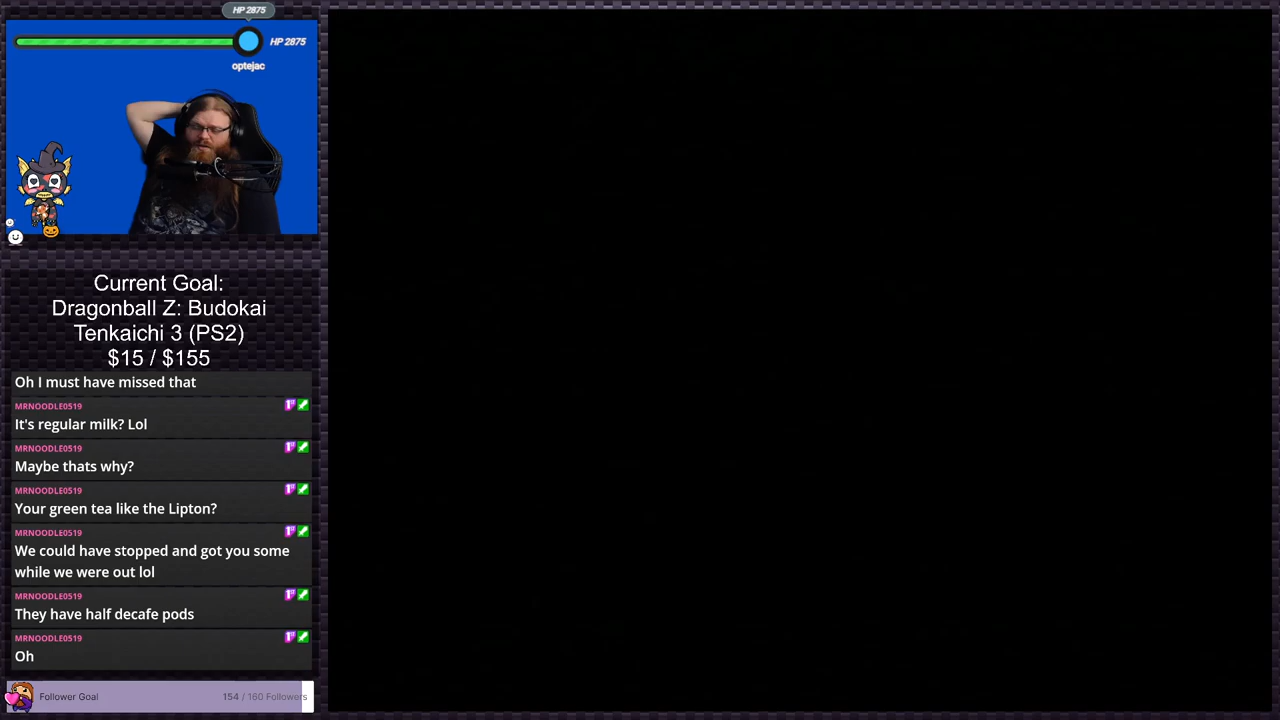 HP 2875
HP 2875
optejac
Current Goal:
Dragonball Z: Budokai
Tenkaichi 3 (PS2)
$15 / $155
Oh I must have missed that
MRNOODLE0519
It's regular milk? Lol
MRNOODLE0519
Maybe thats why?
MRNOODLE0519
Your green tea like the Lipton?
MRNOODLE0519
We could have stopped and got you some
while we were out lol
MRNOODLE0519
They have half decafe pods
MRNOODLE0519
Oh
Follower Goal 154 / 160 Followers